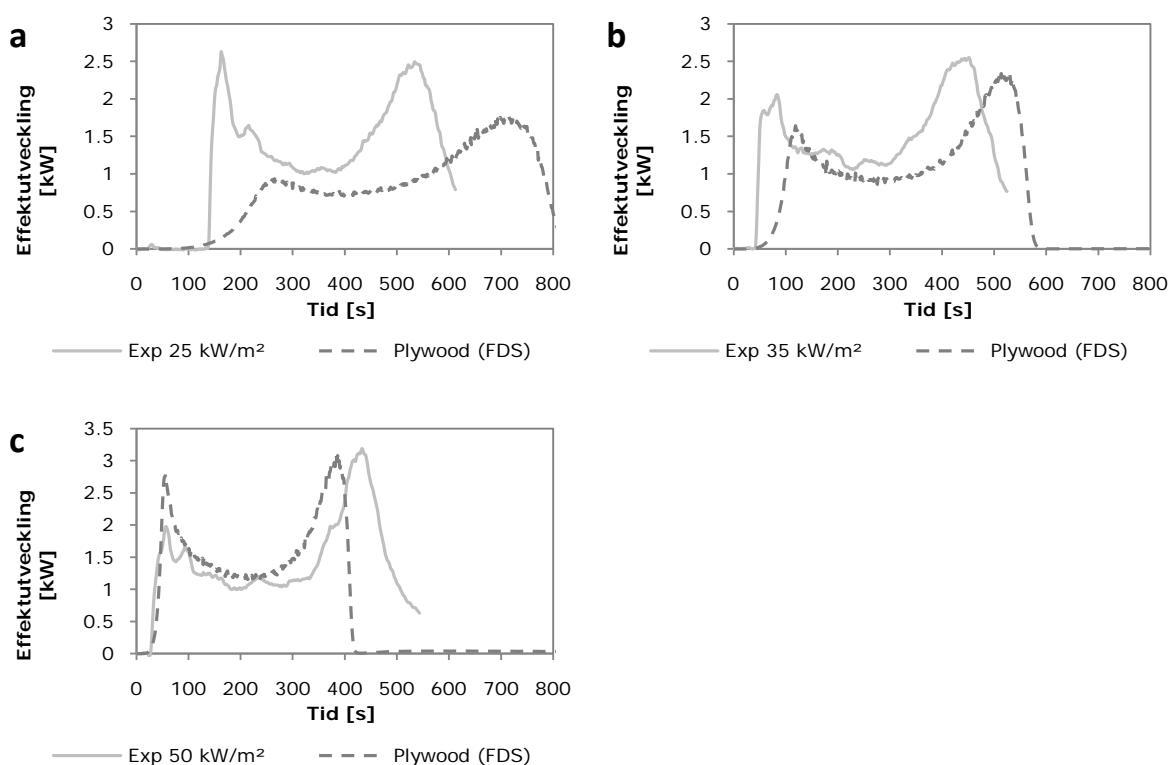 a
Effektutveckling
[kW]
3
2.5
2
1.5
1
0.5
0
0 100 200 300 400 500 600 700 800
Tid [s]
Exp 25 kW/m² Plywood (FDS)
b
Effektutveckling
[kW]
3
2.5
2
1.5
1
0.5
0
0 100 200 300 400 500 600 700 800
Tid [s]
Exp 35 kW/m² Plywood (FDS)
c
Effektutveckling
[kW]
3.5
3
2.5
2
1.5
1
0.5
0
0 100 200 300 400 500 600 700 800
Tid [s]
Exp 50 kW/m² Plywood (FDS)